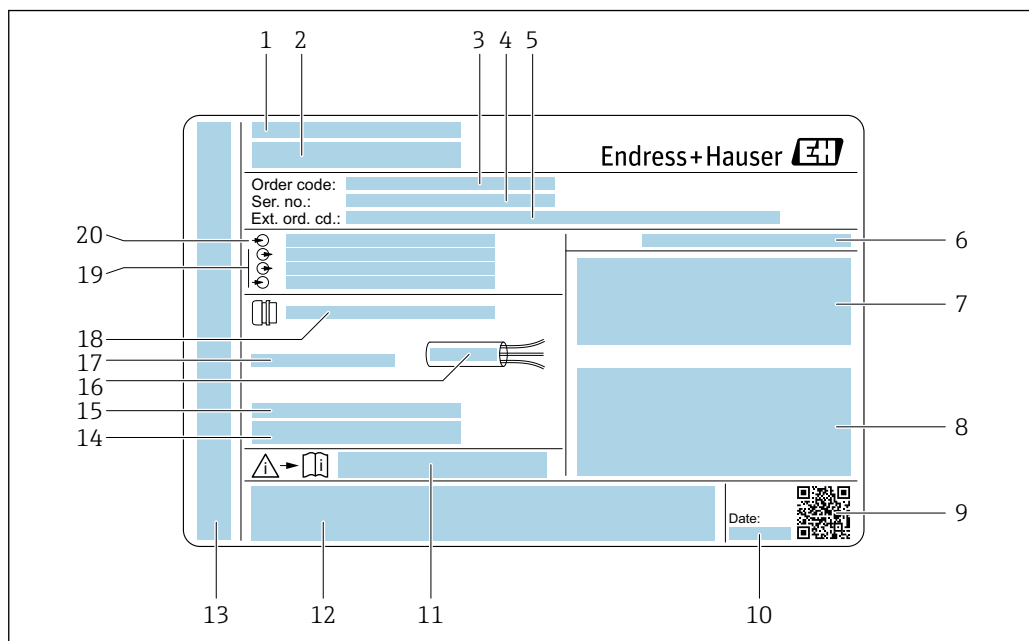 1 2 3 4 5
Endress+Hauser EH
Order code:
Ser. no.:
Ext. ord. cd.:
20
6
19
7
18
17
16
15
14
8
i i
9
Date:
13 12 11 10